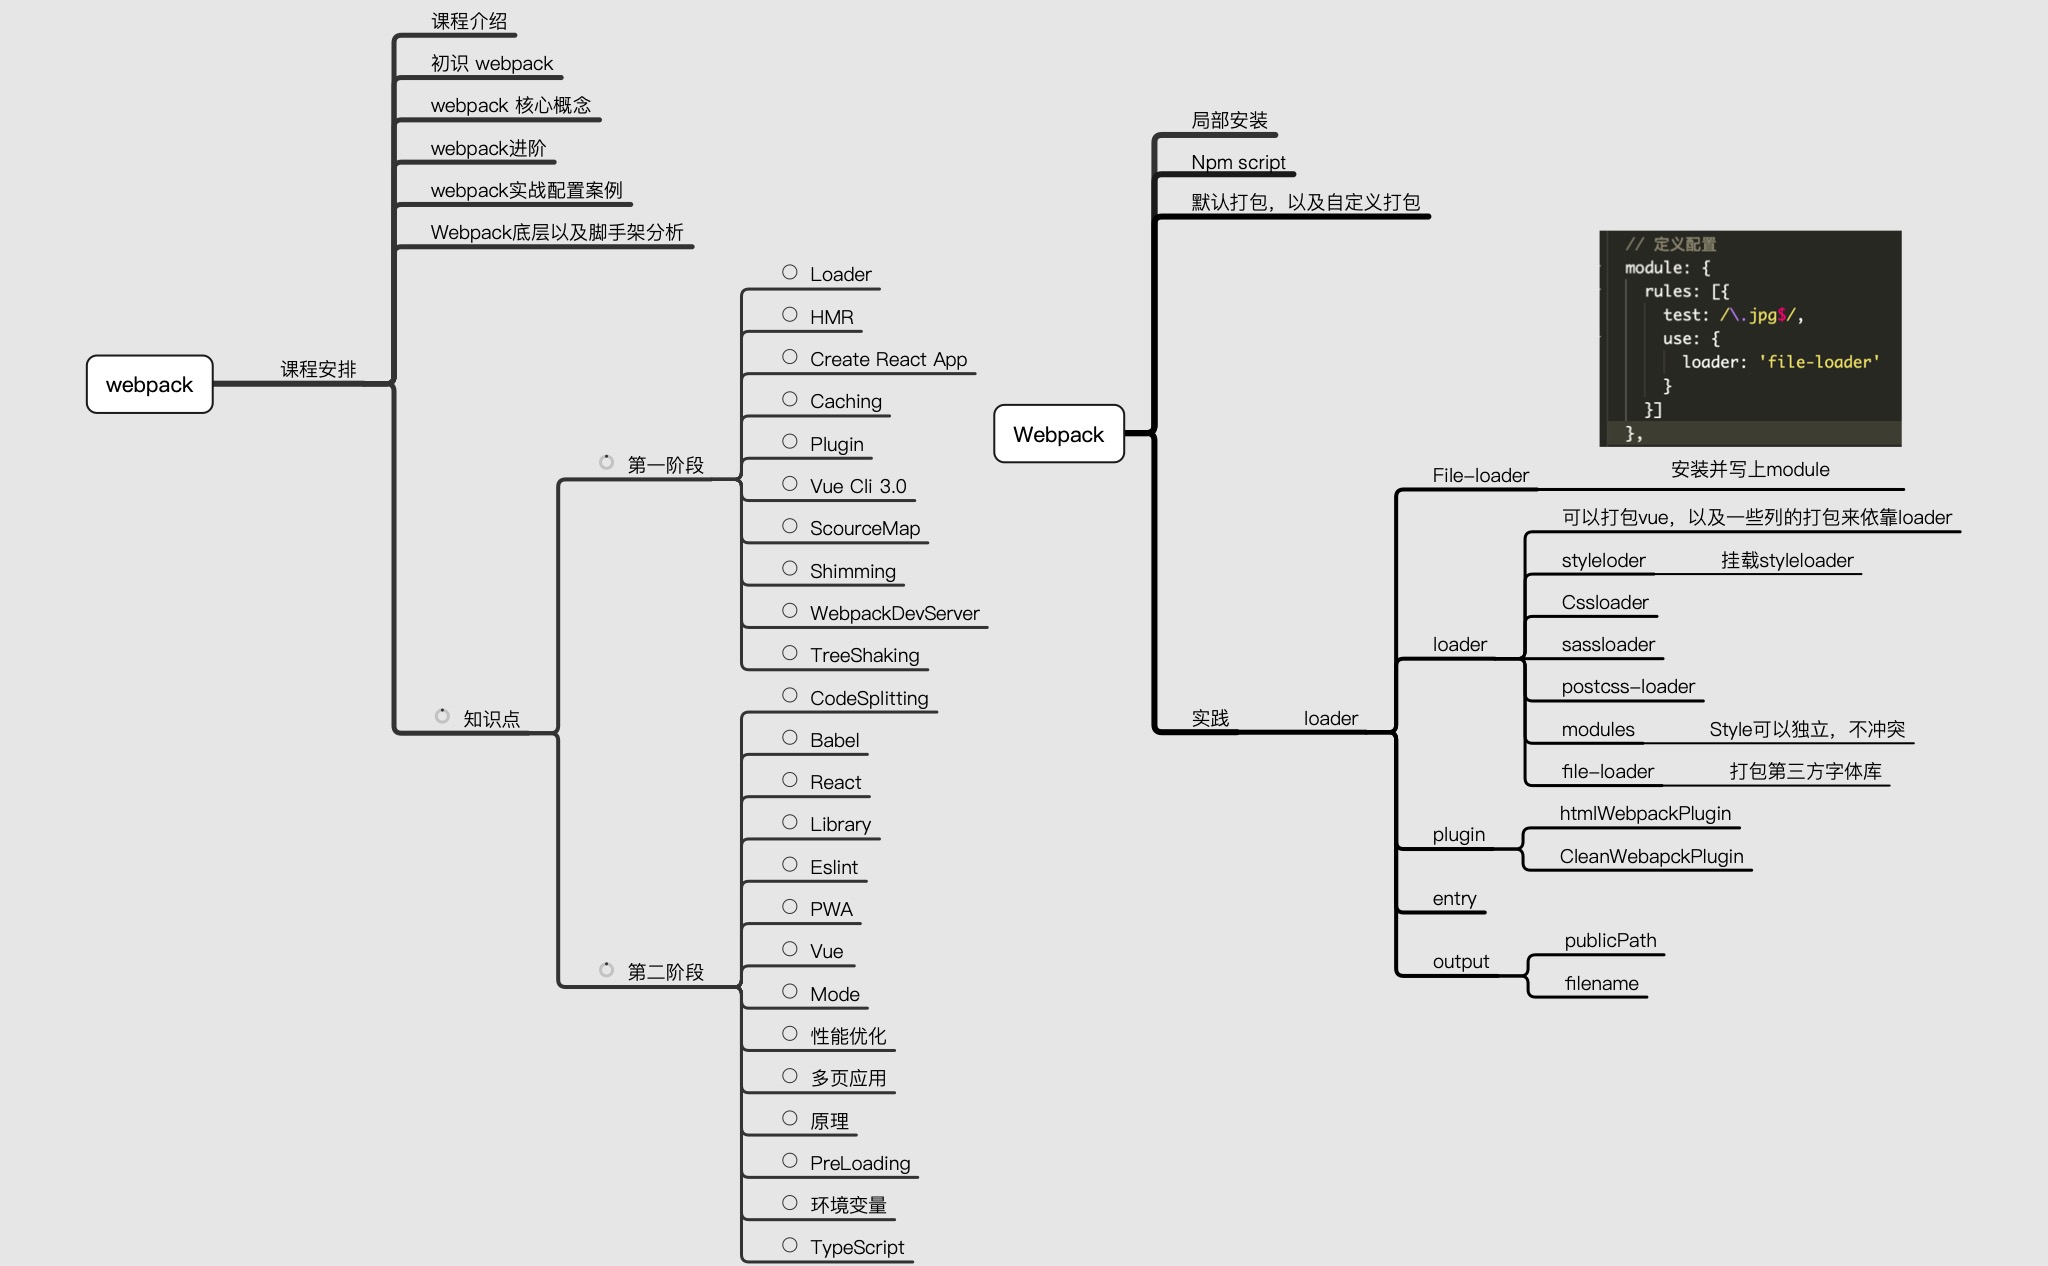 webpack
课程安排
课程介绍
初识 webpack
webpack 核心概念
webpack进阶
webpack实战配置案例
Webpack底层以及脚手架分析
知识点
第一阶段
Loader
HMR
Create React App
Caching
Plugin
Vue Cli 3.0
ScourceMap
Shimming
WebpackDevServer
TreeShaking
第二阶段
CodeSplitting
Babel
React
Library
Eslint
PWA
Vue
Mode
性能优化
多页应用
原理
PreLoading
环境变量
TypeScript
Webpack
局部安装
Npm script
默认打包，以及自定义打包
实践
loader
File-loader
// 定义配置
module: {
rules: [{
test: /\.jpg$/,
use: {
loader: 'file-loader'
}
}]
},
安装并写上module
loader
可以打包vue，以及一些列的打包来依靠loader
styleloder
挂载styleloader
Cssloader
sassloader
postcss-loader
modules
Style可以独立，不冲突
file-loader
打包第三方字体库
plugin
htmlWebpackPlugin
CleanWebapckPlugin
entry
output
publicPath
filename